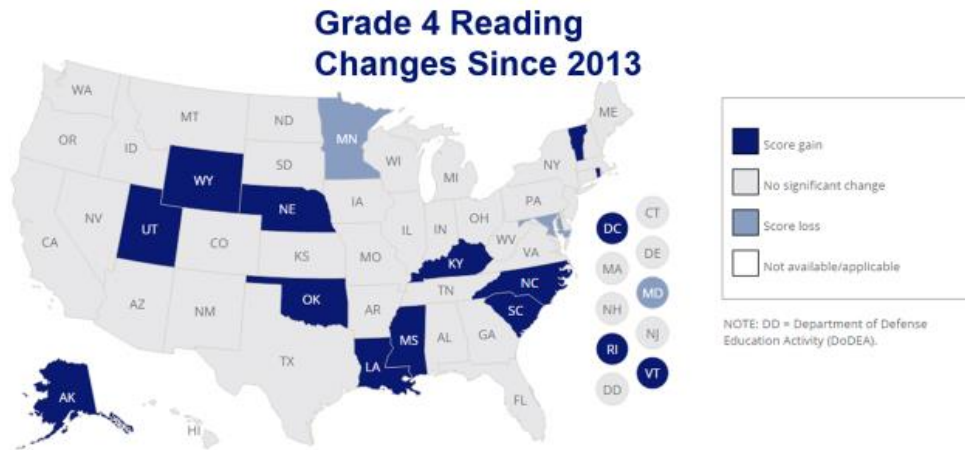 Grade 4 Reading
Changes Since 2013
WA
MT
ND
MN
ME
OR
ID
SD
WI
NY
WY
MI
IA
PA
NE
NV
UT
IL
IN
OH
CA
CO
KS
MO
WV
VA
KY
NC
TN
AZ
NM
OK
AR
SC
MS
AL
GA
TX
LA
AK
HI
FL
CT
DC
DE
MA
MD
NH
NJ
RI
VT
DD
Score gain
No significant change
Score loss
Not available/applicable
NOTE: DD = Department of Defense
Education Activity (DoDEA).